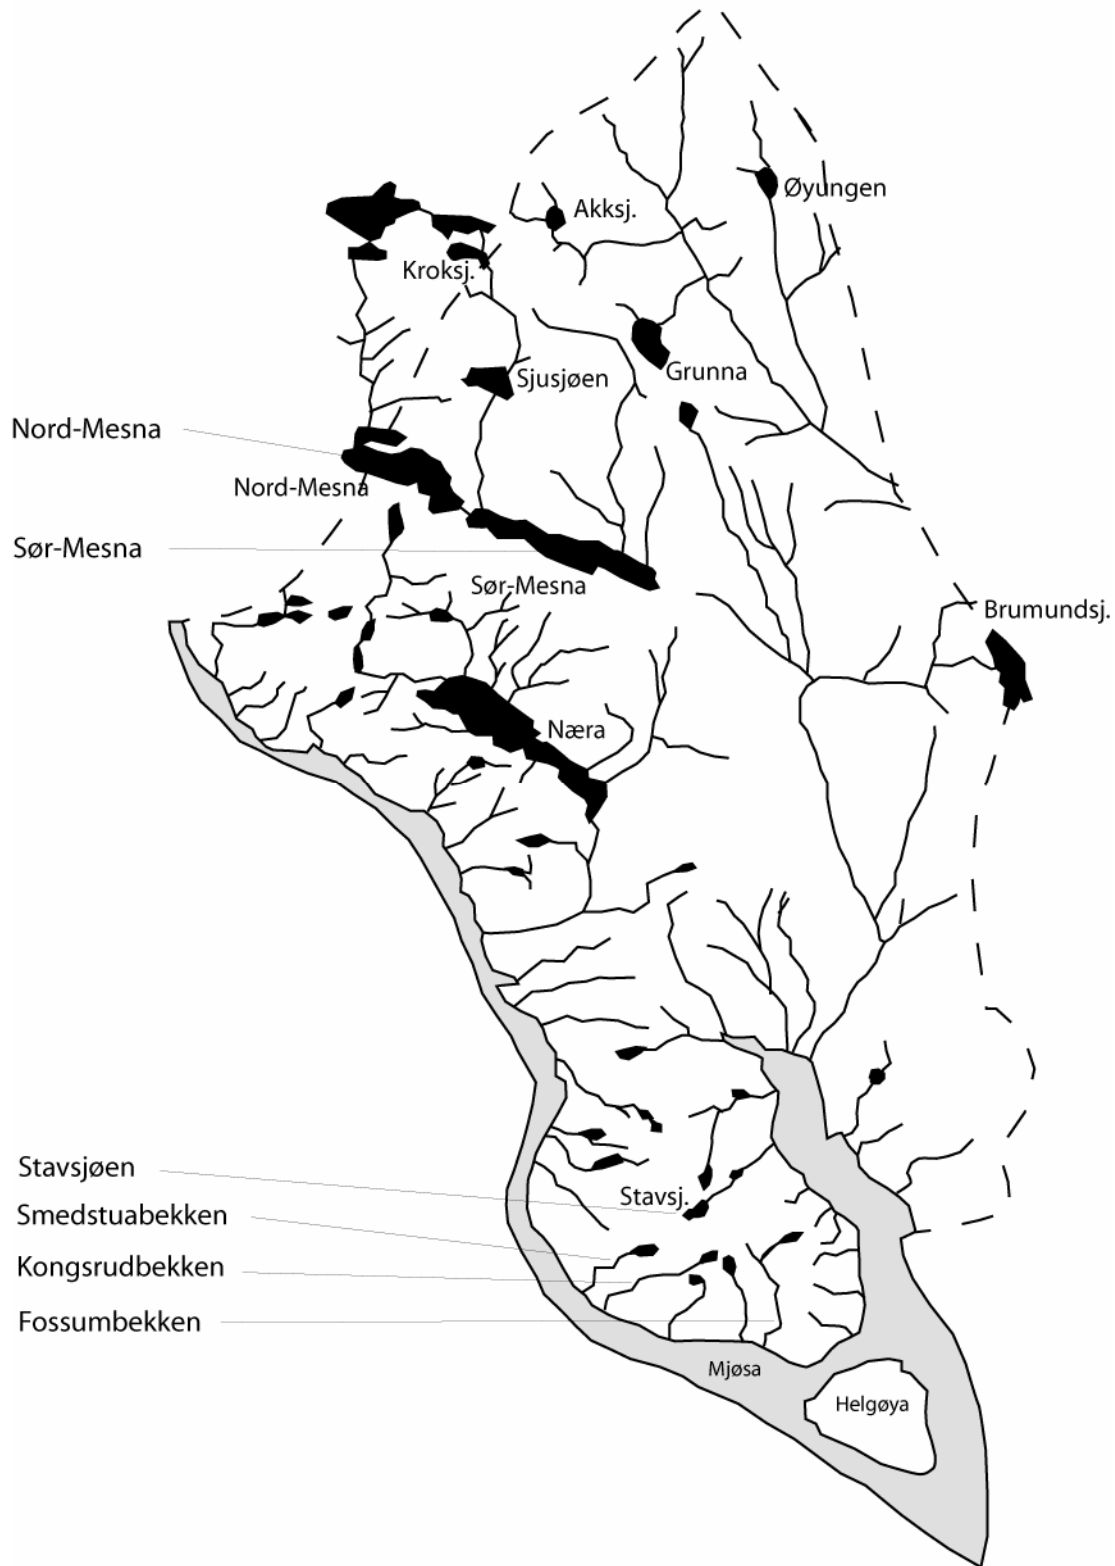 Øyungen
Akksj.
Kroksj.
Grunna
Sjusjøen
Nord-Mesna
Nord-Mesna
Sør-Mesna
Sør-Mesna
Brumundsj.
Næra
Stavsjøen
Stavsj.
Smedstuabekken
Kongsrudbekken
Fossumbekken
Mjøsa
Helgøya